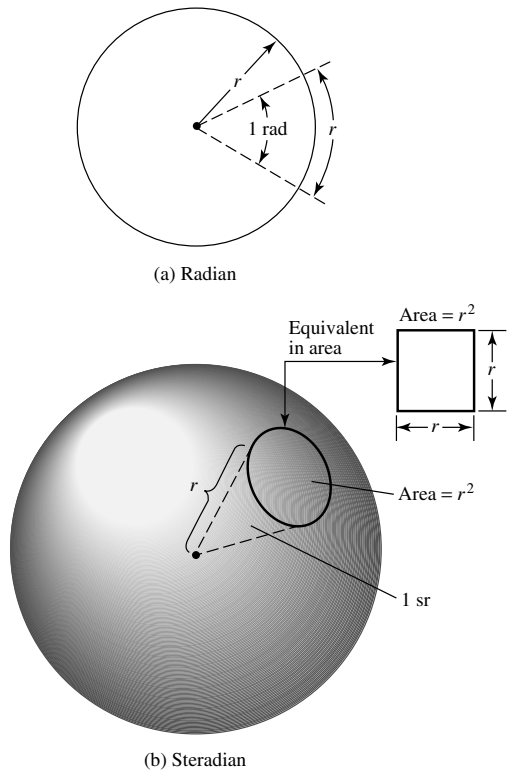 r
1 rad
r
(a) Radian
Area = r²
Equivalent
in area
r
r
r
Area = r²
1 sr
(b) Steradian